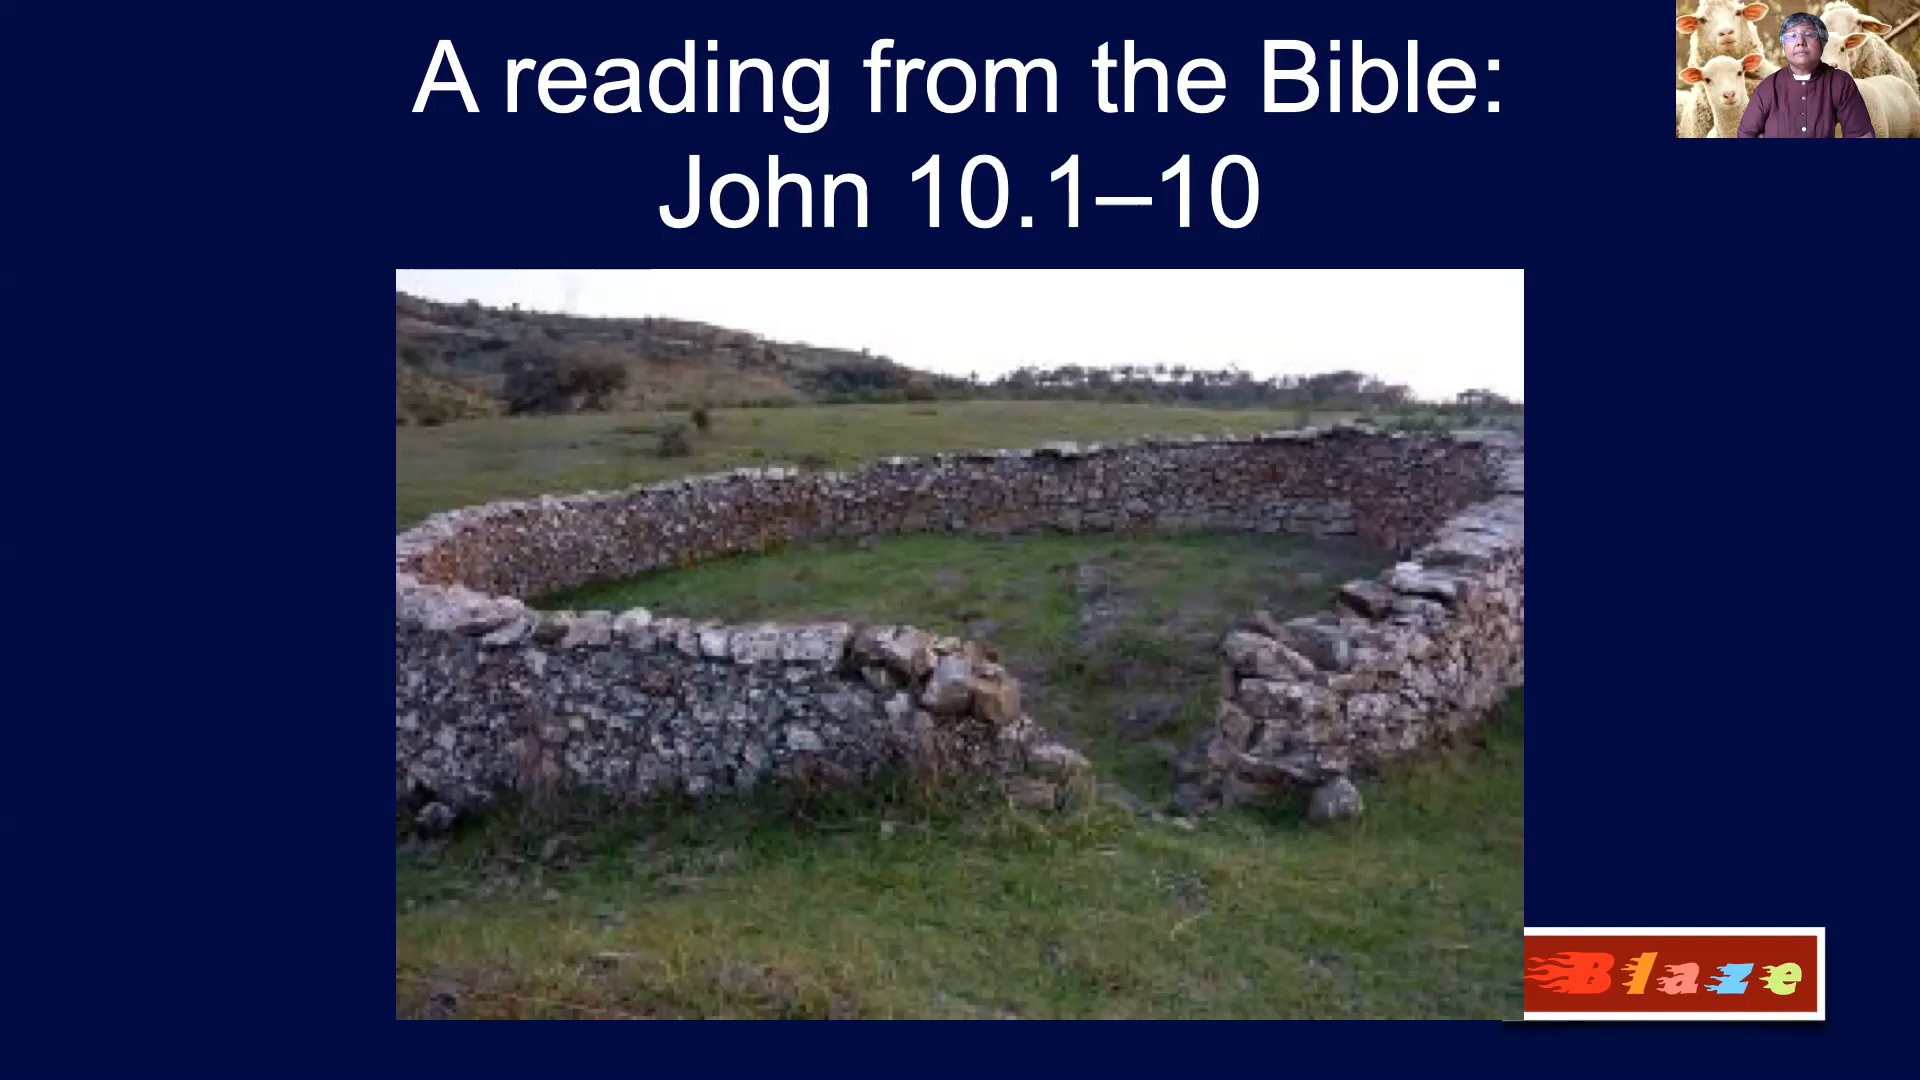 A reading from the Bible:
John 10.1–10
Blaze